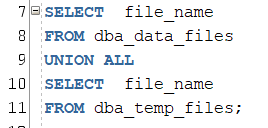 7 SELECT file_name
8 FROM dba_data_files
9 UNION ALL
10 SELECT file_name
11 FROM dba_temp_files;